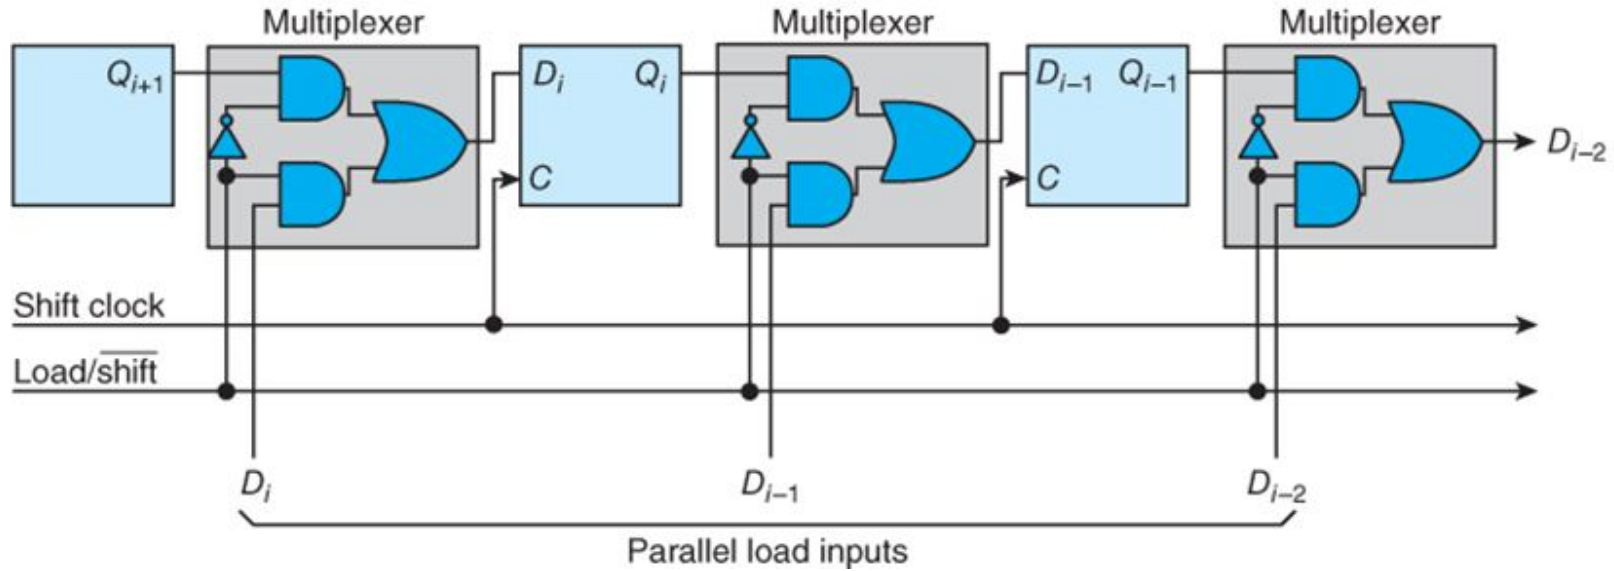 Multiplexer Multiplexer Multiplexer
Qi+1 Di Qi Di−1 Qi−1
Di−2
C C
Shift clock
Load/shift
Di Di−1 Di−2
Parallel load inputs